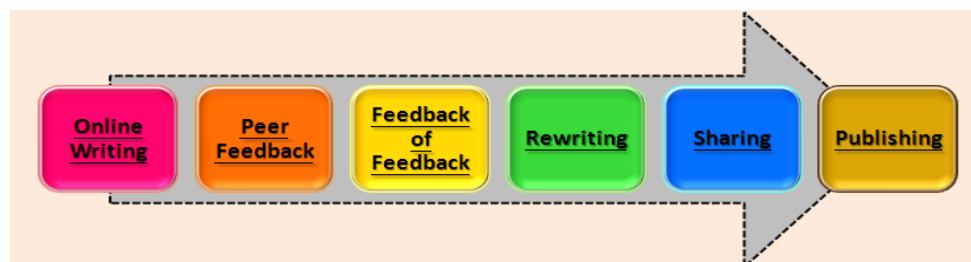 Online
Writing
Peer
Feedback
Feedback
of
Feedback
Rewriting
Sharing
Publishing